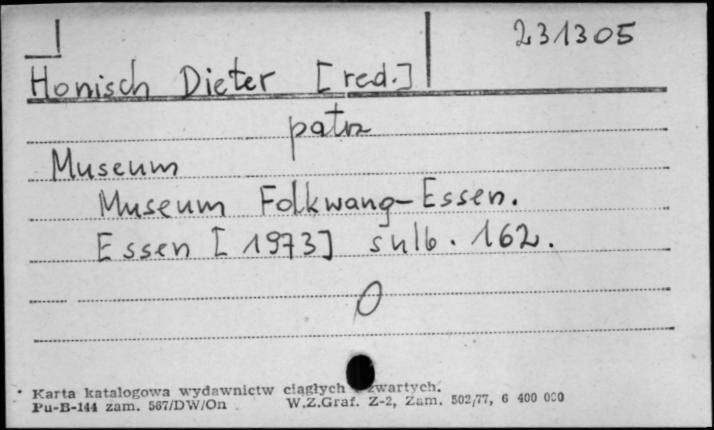 231305
Honisch Dieter [red.]
patrz
Museum
Museum Folkwang-Essen.
Essen [1973] sulb. 162.
0
Karta katalogowa wydawnictw ciągłych zwartych.
Pu-B-144 zam. 567/DW/On W.Z.Graf. Z-2, Zam. 502/77, 6 400 000